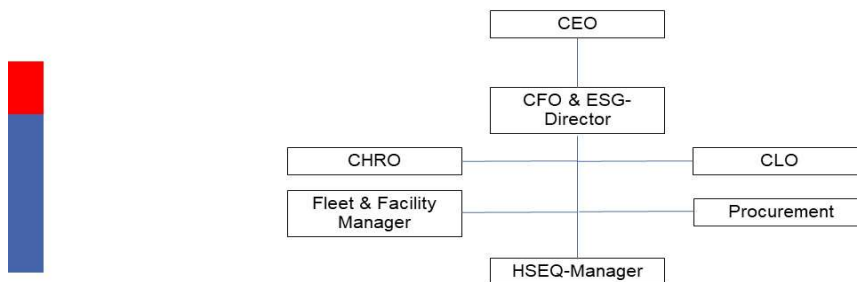 CEO
CFO & ESG-
Director
CHRO
CLO
Fleet & Facility
Manager
Procurement
HSEQ-Manager